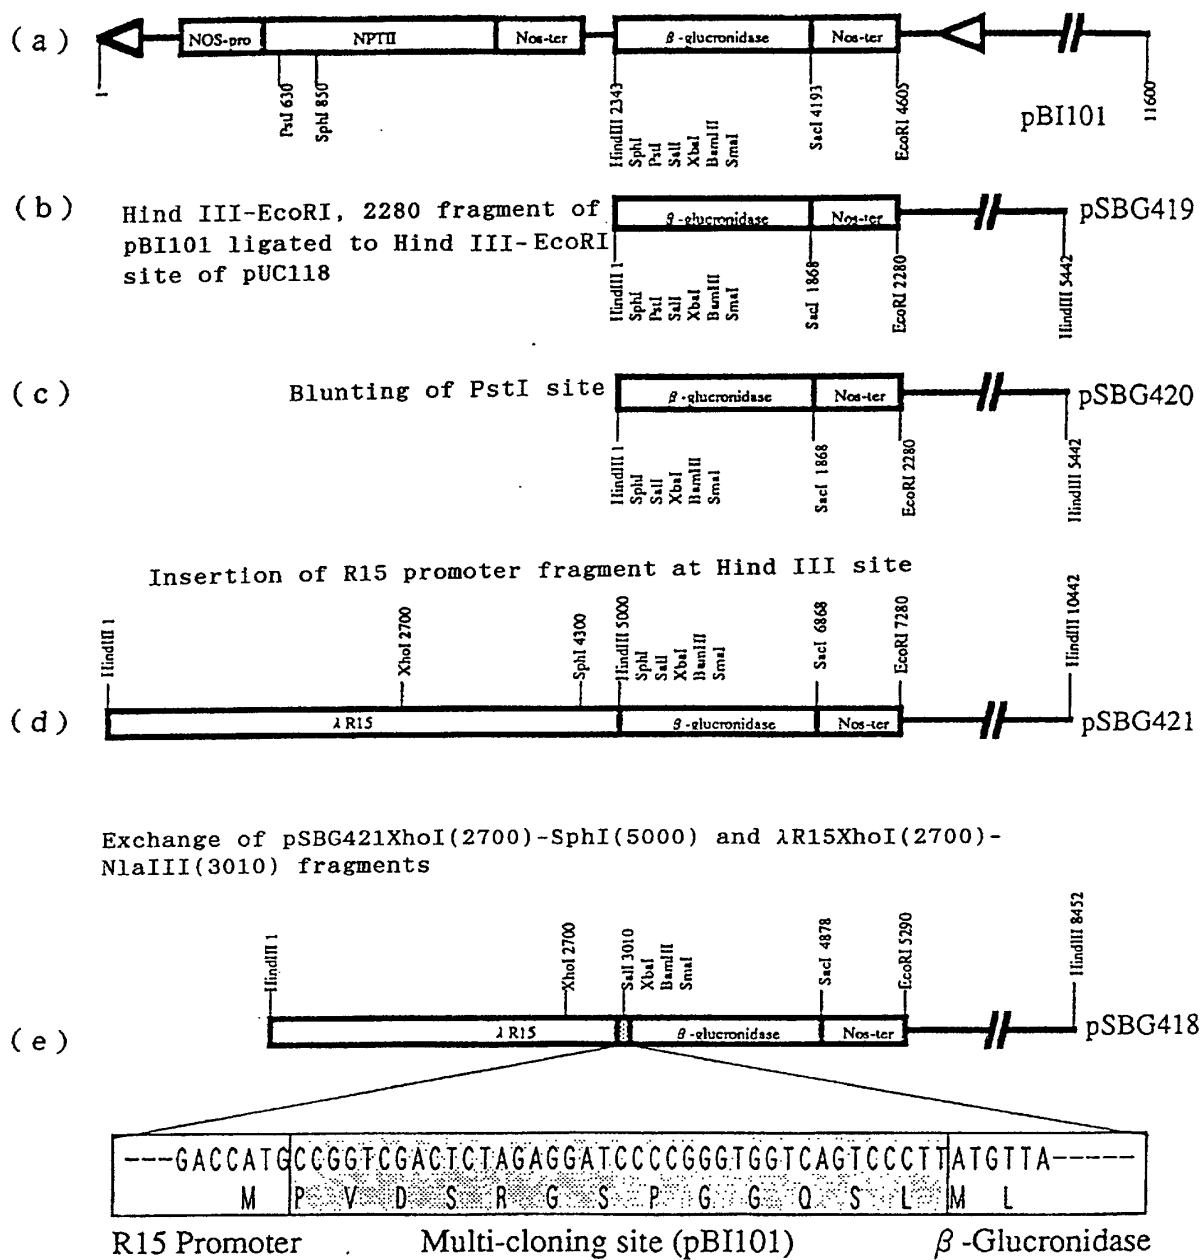 (a)
NOS-pro NPTII Nos-ter β-glucronidase Nos-ter
1
PstI 630
SphI 850
HindIII 2343
SphI
PstI
SalI
XbaI
BamHI
SmaI
SacI 4193
EcoRI 4605
pBI101
11600
(b)
Hind III-EcoRI, 2280 fragment of
pBI101 ligated to Hind III-EcoRI
site of pUC118
β-glucronidase Nos-ter
pSBG419
HindIII 1
SphI
PstI
SalI
XbaI
BamHI
SmaI
SacI 1868
EcoRI 2280
HindIII 5442
(c)
Blunting of PstI site
β-glucronidase Nos-ter
pSBG420
HindIII 1
SphI
SalI
XbaI
BamHI
SmaI
SacI 1868
EcoRI 2280
HindIII 5442
Insertion of R15 promoter fragment at Hind III site
HindIII 1
XhoI 2700
SphI 4300
HindIII 5000
SphI
SalI
XbaI
BamHI
SmaI
SacI 6868
EcoRI 7280
HindIII 10442
(d)
λR15 β-glucronidase Nos-ter
pSBG421
Exchange of pSBG421XhoI(2700)-SphI(5000) and λR15XhoI(2700)-
NlaIII(3010) fragments
HindIII 1
XhoI 2700
SalI 3010
XbaI
BamHI
SmaI
SacI 4878
EcoRI 5290
HindIII 8452
(e)
λR15 β-glucronidase Nos-ter
pSBG418
---GACCATGCCGGTCGACTCTAGAGGATCCCCCGGGTGGTCAGTCCCTTATGTTA-----
M P V D S R G S P G G Q S L M L
R15 Promoter Multi-cloning site (pBI101) β-Glucronidase